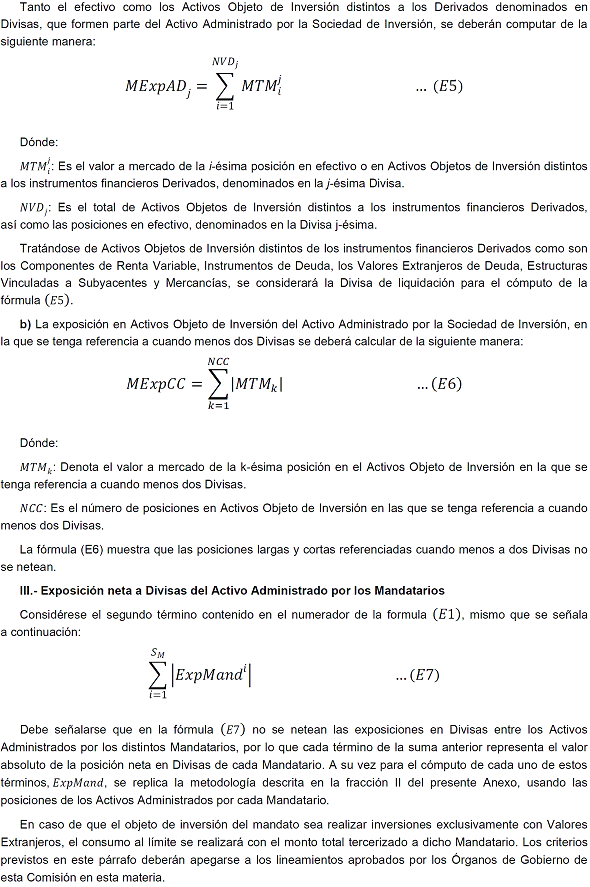 Tanto el efectivo como los Activos Objeto de Inversión distintos a los Derivados denominados en
Divisas, que formen parte del Activo Administrado por la Sociedad de Inversión, se deberán computar de la
siguiente manera:
MExpAD_j = \sum_{i=1}^{NVD_j} MTM_i^j … (E5)
Dónde:
MTM_i^j: Es el valor a mercado de la i-ésima posición en efectivo o en Activos Objetos de Inversión distintos
a los instrumentos financieros Derivados, denominados en la j-ésima Divisa.
NVD_j: Es el total de Activos Objetos de Inversión distintos a los instrumentos financieros Derivados,
así como las posiciones en efectivo, denominados en la Divisa j-ésima.
Tratándose de Activos Objetos de Inversión distintos de los instrumentos financieros Derivados como son
los Componentes de Renta Variable, Instrumentos de Deuda, los Valores Extranjeros de Deuda, Estructuras
Vinculadas a Subyacentes y Mercancías, se considerará la Divisa de liquidación para el cómputo de la
fórmula (E5).
b) La exposición en Activos Objeto de Inversión del Activo Administrado por la Sociedad de Inversión, en
la que se tenga referencia a cuando menos dos Divisas se deberá calcular de la siguiente manera:
MExpCC = \sum_{k=1}^{NCC} |MTM_k| … (E6)
Dónde:
MTM_k: Denota el valor a mercado de la k-ésima posición en el Activos Objeto de Inversión en la que se
tenga referencia a cuando menos dos Divisas.
NCC: Es el número de posiciones en Activos Objeto de Inversión en las que se tenga referencia a cuando
menos dos Divisas.
La fórmula (E6) muestra que las posiciones largas y cortas referenciadas cuando menos a dos Divisas no
se netean.
III.- Exposición neta a Divisas del Activo Administrado por los Mandatarios
Considérese el segundo término contenido en el numerador de la formula (E1), mismo que se señala
a continuación:
\sum_{i=1}^{S_M} |ExpMand^i| … (E7)
Debe señalarse que en la fórmula (E7) no se netean las exposiciones en Divisas entre los Activos
Administrados por los distintos Mandatarios, por lo que cada término de la suma anterior representa el valor
absoluto de la posición neta en Divisas de cada Mandatario. A su vez para el cómputo de cada uno de estos
términos, ExpMand, se replica la metodología descrita en la fracción II del presente Anexo, usando las
posiciones de los Activos Administrados por cada Mandatario.
En caso de que el objeto de inversión del mandato sea realizar inversiones exclusivamente con Valores
Extranjeros, el consumo al límite se realizará con el monto total tercerizado a dicho Mandatario. Los criterios
previstos en este párrafo deberán apegarse a los lineamientos aprobados por los Órganos de Gobierno de
esta Comisión en esta materia.